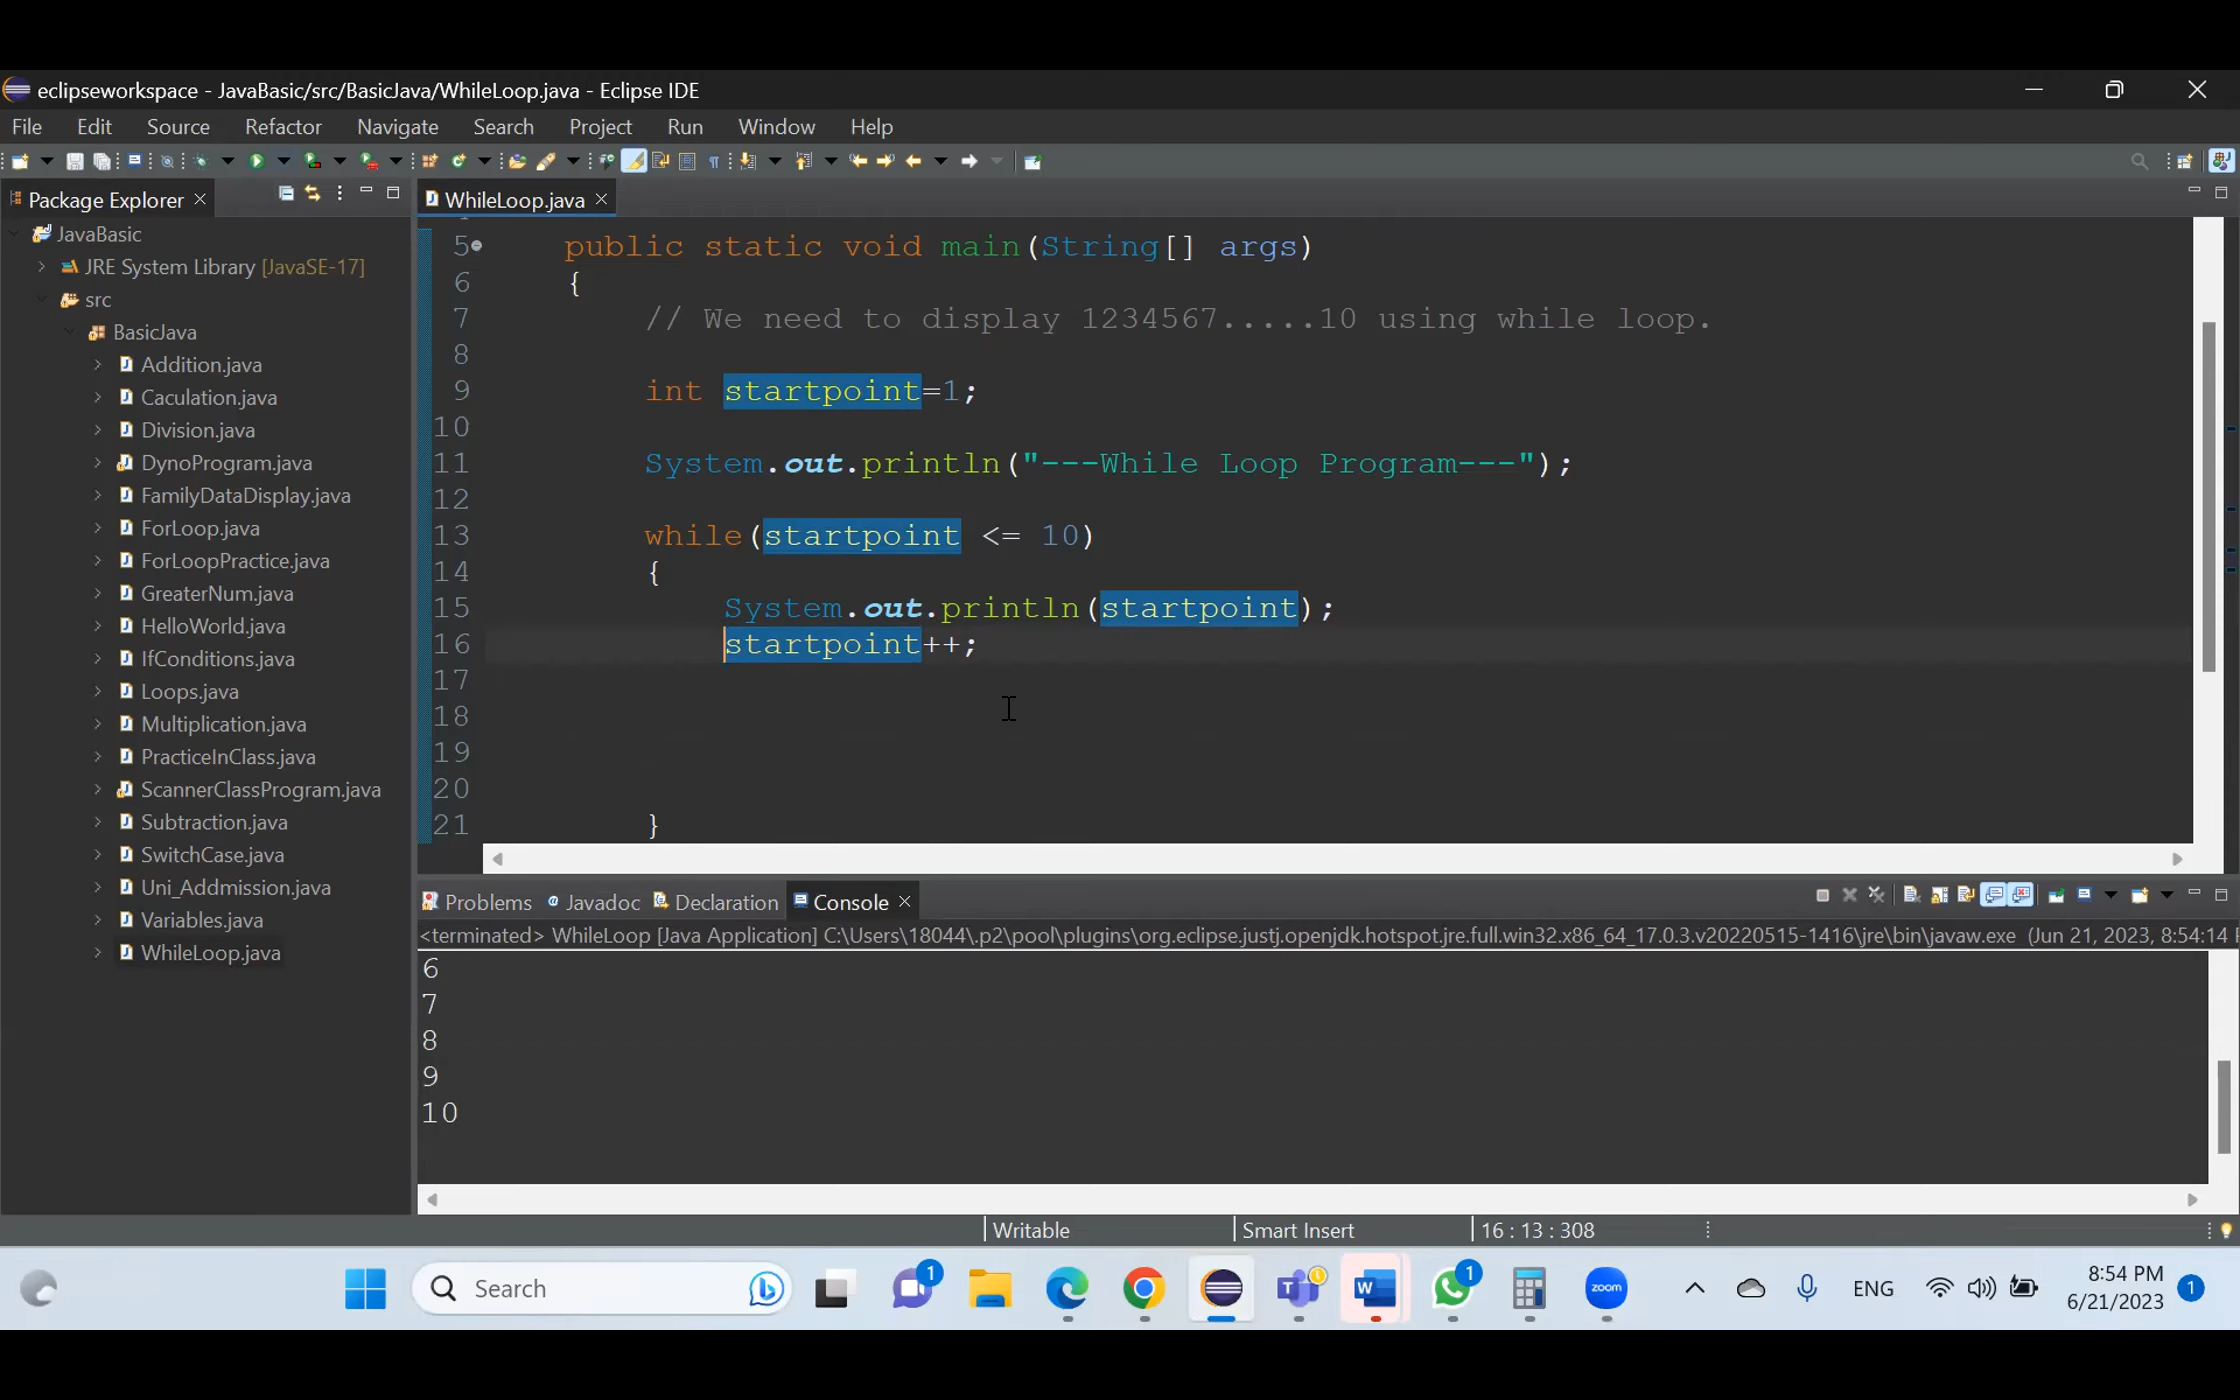 eclipseworkspace - JavaBasic/src/BasicJava/WhileLoop.java - Eclipse IDE
File Edit Source Refactor Navigate Search Project Run Window Help
Package Explorer
JavaBasic
JRE System Library [JavaSE-17]
src
BasicJava
Addition.java
Caculation.java
Division.java
DynoProgram.java
FamilyDataDisplay.java
ForLoop.java
ForLoopPractice.java
GreaterNum.java
HelloWorld.java
IfConditions.java
Loops.java
Multiplication.java
PracticeInClass.java
ScannerClassProgram.java
Subtraction.java
SwitchCase.java
Uni_Addmission.java
Variables.java
WhileLoop.java
WhileLoop.java
5 public static void main(String[] args)
6 {
7 // We need to display 1234567.....10 using while loop.
8
9 int startpoint=1;
10
11 System.out.println("---While Loop Program---");
12
13 while(startpoint <= 10)
14 {
15 System.out.println(startpoint);
16 startpoint++;
17
18
19
20
21 }
Problems Javadoc Declaration Console
<terminated> WhileLoop [Java Application] C:\Users\18044\.p2\pool\plugins\org.eclipse.justj.openjdk.hotspot.jre.full.win32.x86_64_17.0.3.v20220515-1416\jre\bin\javaw.exe (Jun 21, 2023, 8:54:14
6
7
8
9
10
Writable Smart Insert 16 : 13 : 308
Search 1 zoom 1 ENG 8:54 PM 1
6/21/2023